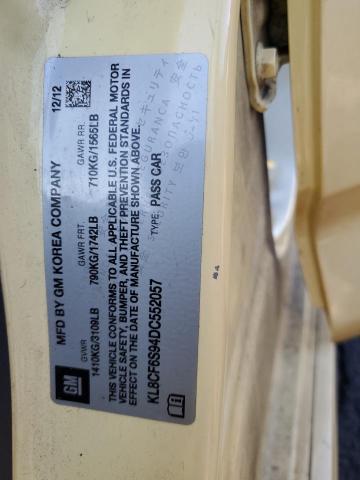 MFD BY GM KOREA COMPANY 12/12
GVWR GAWR FRT. GAWR RR.
1410KG/3109LB 790KG/1742LB 710KG/1565LB
THIS VEHICLE CONFORMS TO ALL APPLICABLE U.S. FEDERAL MOTOR
VEHICLE SAFETY, BUMPER, AND THEFT PREVENTION STANDARDS IN
EFFECT ON THE DATE OF MANUFACTURE SHOWN ABOVE.
KL8CF6S94DC552057 TYPE: PASS CAR
GM